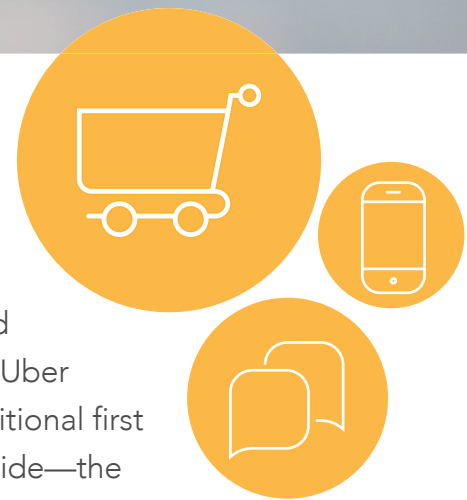 d
Uber
itional first
ide—the